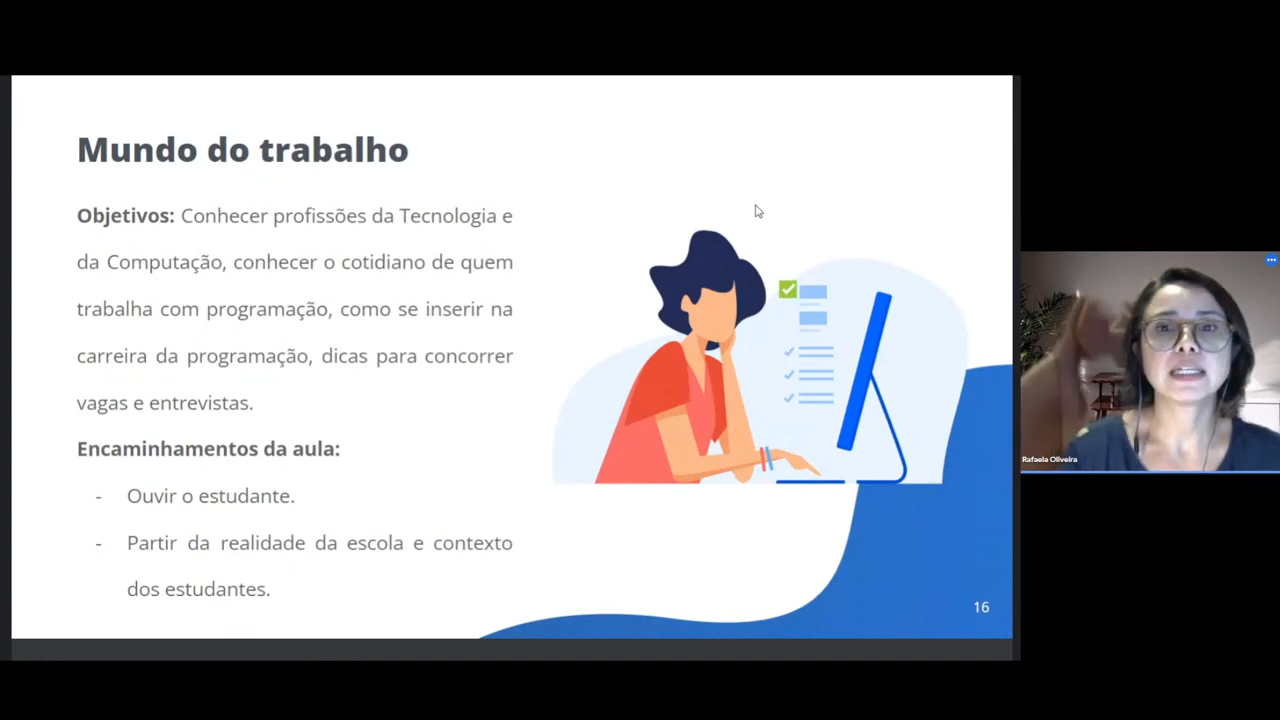 Mundo do trabalho
Objetivos: Conhecer profissões da Tecnologia e
da Computação, conhecer o cotidiano de quem
trabalha com programação, como se inserir na
carreira da programação, dicas para concorrer
vagas e entrevistas.
Encaminhamentos da aula:
- Ouvir o estudante.
- Partir da realidade da escola e contexto
dos estudantes.
16
Rafaela Oliveira